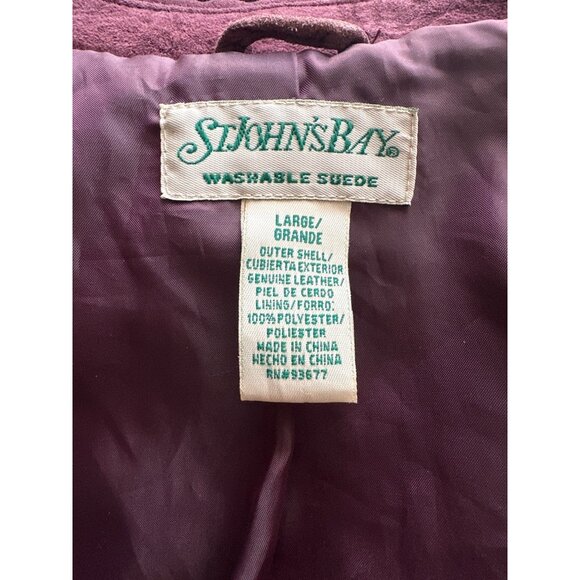 ST.JOHN'S BAY®
WASHABLE SUEDE
LARGE/
GRANDE
OUTER SHELL/
CUBIERTA EXTERIOR
GENUINE LEATHER/
PIEL DE CERDO
LINING/FORRO:
100% POLYESTER/
POLIESTER
MADE IN CHINA
HECHO EN CHINA
RN#93677